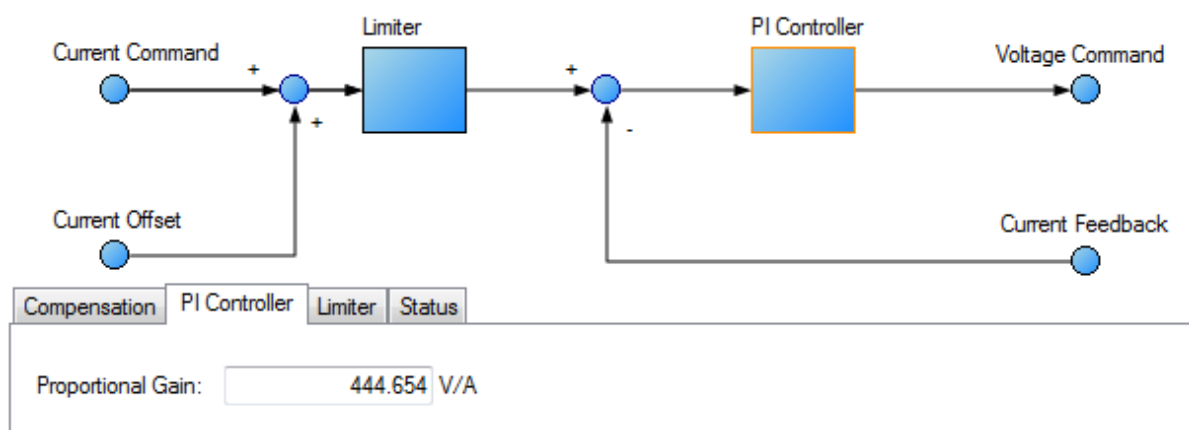 Limiter
PI Controller
Current Command
Voltage Command
+
+
+
-
Current Offset
Current Feedback
Compensation PI Controller Limiter Status
Proportional Gain: 444.654 V/A